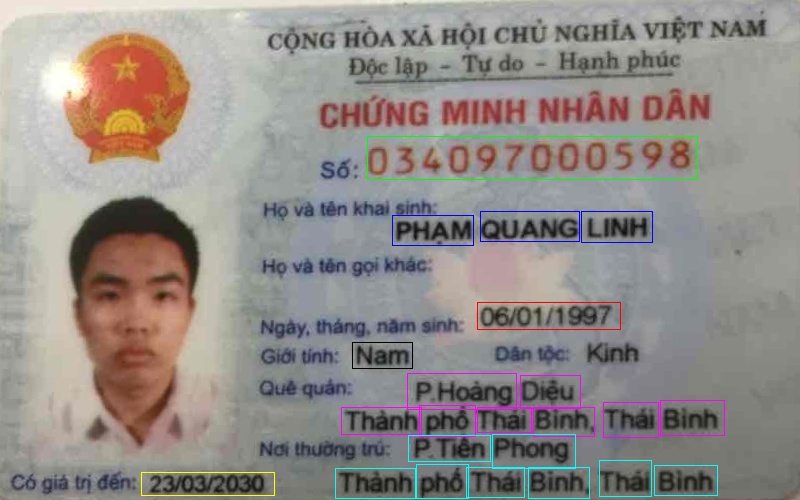 CỘNG HÒA XÃ HỘI CHỦ NGHĨA VIỆT NAM
Độc lập - Tự do - Hạnh phúc
CHỨNG MINH NHÂN DÂN
Số: 034097000598
Họ và tên khai sinh:
PHẠM QUANG LINH
Họ và tên gọi khác:
Ngày, tháng, năm sinh: 06/01/1997
Giới tính: Nam Dân tộc: Kinh
Quê quán: P.Hoàng Diệu
Thành phố Thái Bình, Thái Bình
Nơi thường trú: P.Tiền Phong
Có giá trị đến: 23/03/2030 Thành phố Thái Bình, Thái Bình